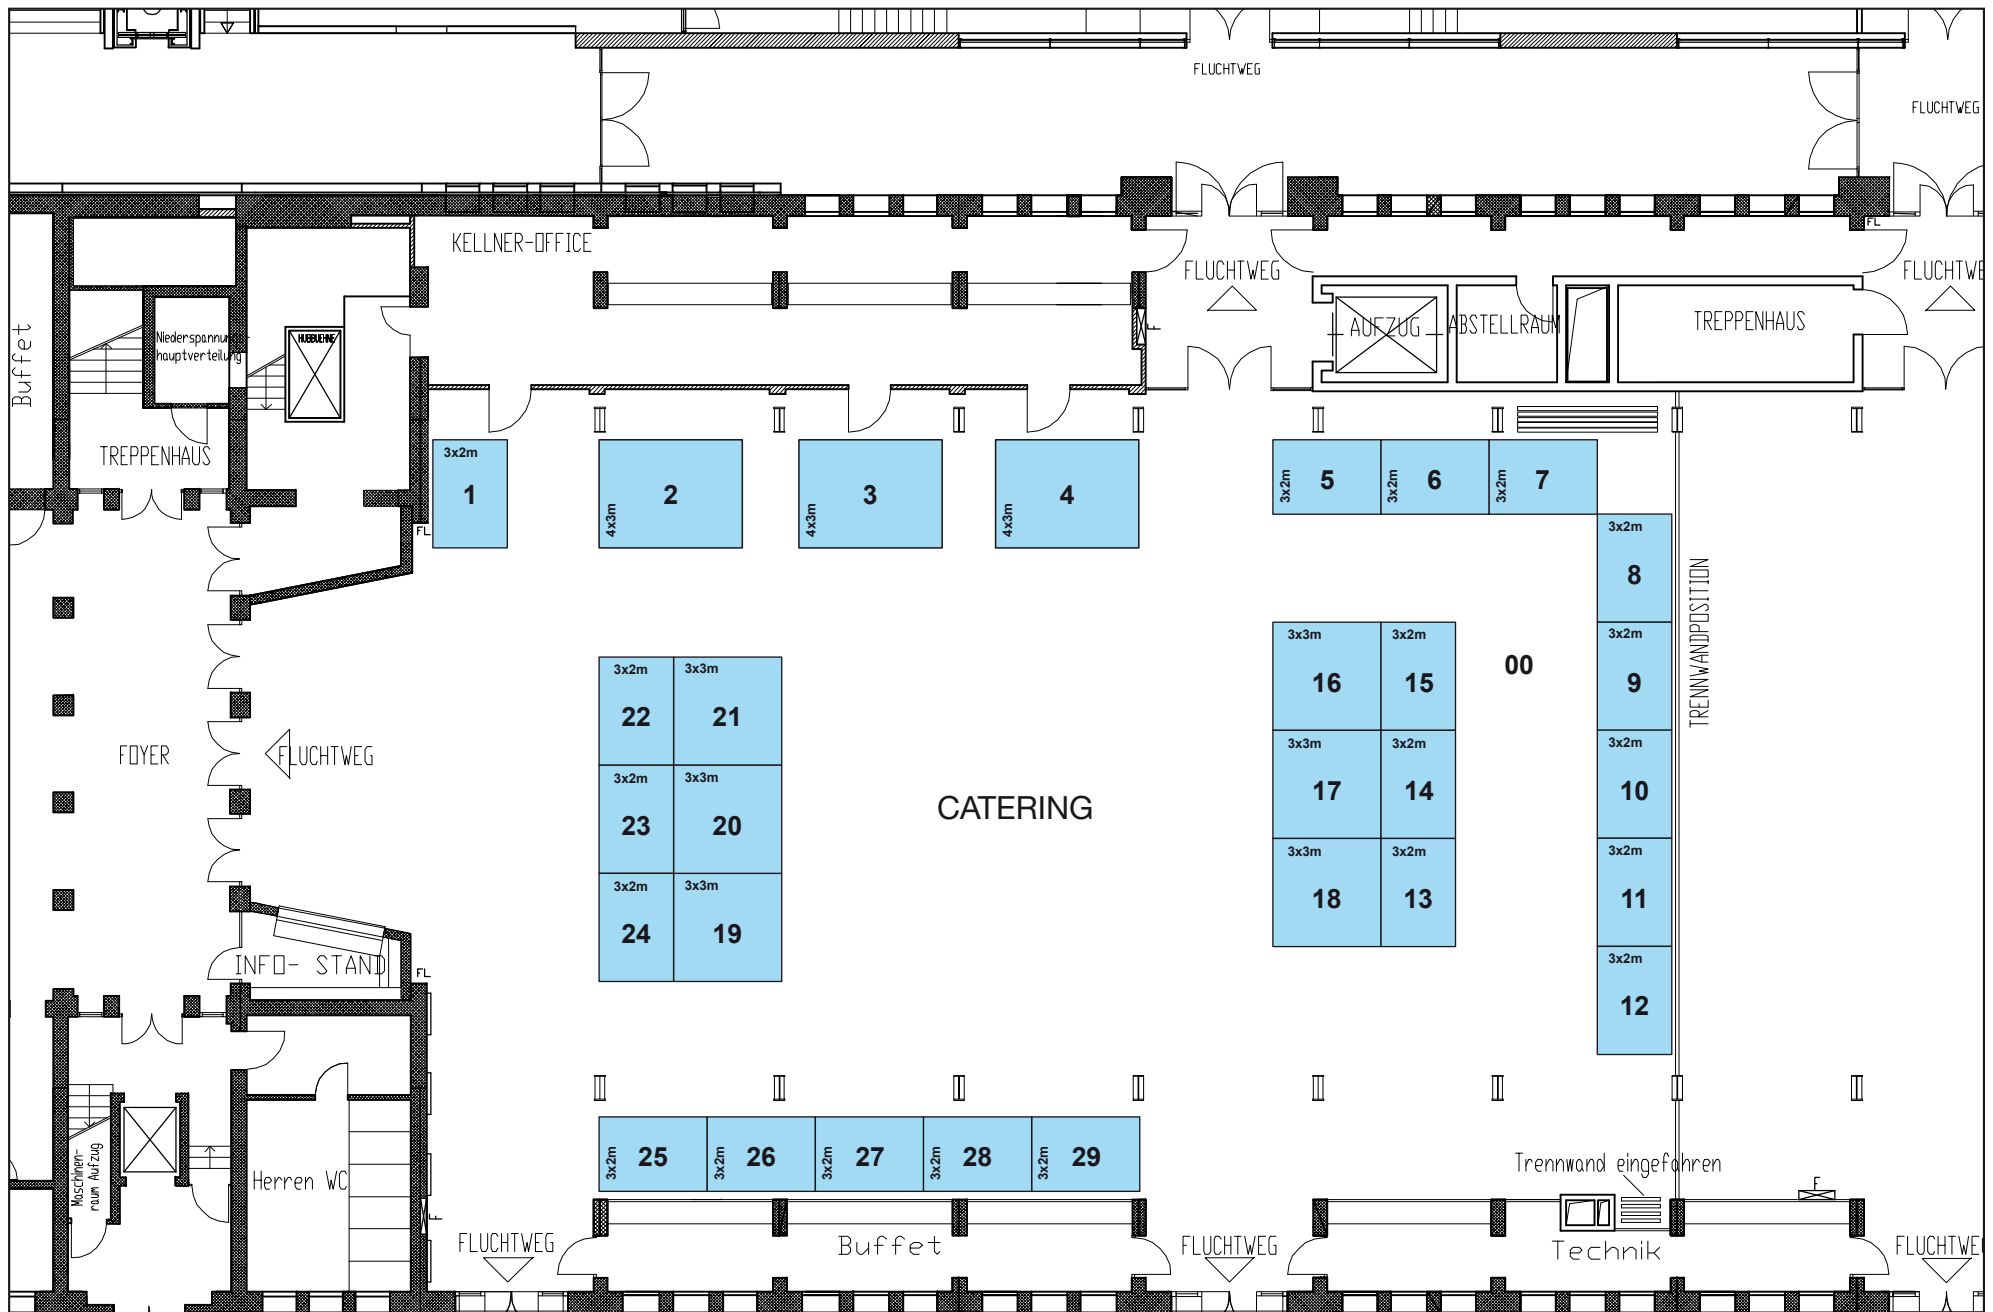 FLUCHTWEG
FLUCHTWEG
KELLNER-OFFICE
FL
FLUCHTWEG
FLUCHTWE
Buffet
Niederspannungs-
hauptverteilung
HUBBUEHNE
F
AUFZUG
ABSTELLRAUM
TREPPENHAUS
TREPPENHAUS
FL
3x2m
1
4x3m
2
4x3m
3
4x3m
4
3x2m
5
3x2m
6
3x2m
7
3x2m
8
3x2m
9
3x2m
10
3x2m
11
3x2m
12
TRENNWANDPOSITION
00
3x3m
16
3x2m
15
3x3m
17
3x2m
14
3x3m
18
3x2m
13
3x2m
22
3x3m
21
3x2m
23
3x3m
20
3x2m
24
3x3m
19
FOYER
FLUCHTWEG
CATERING
INFO- STAND
FL
Maschinen-
raum Aufzug
Herren WC
F
3x2m
25
3x2m
26
3x2m
27
3x2m
28
3x2m
29
Trennwand eingefahren
F
FLUCHTWEG
Buffet
FLUCHTWEG
Technik
FLUCHTWE